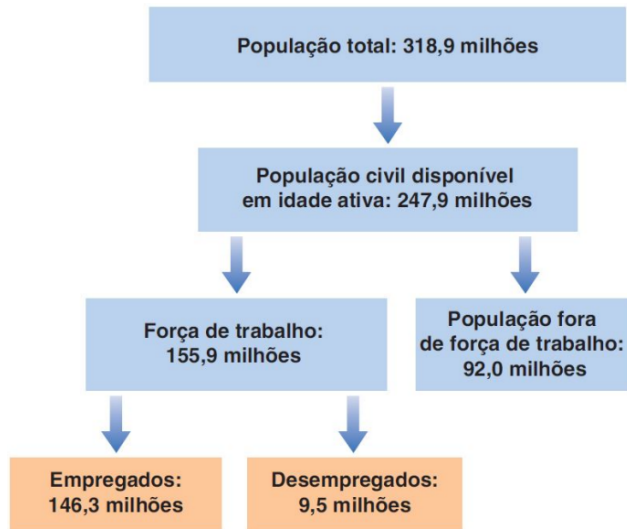 População total: 318,9 milhões
População civil disponível
em idade ativa: 247,9 milhões
Força de trabalho:
155,9 milhões
População fora
de força de trabalho:
92,0 milhões
Empregados:
146,3 milhões
Desempregados:
9,5 milhões